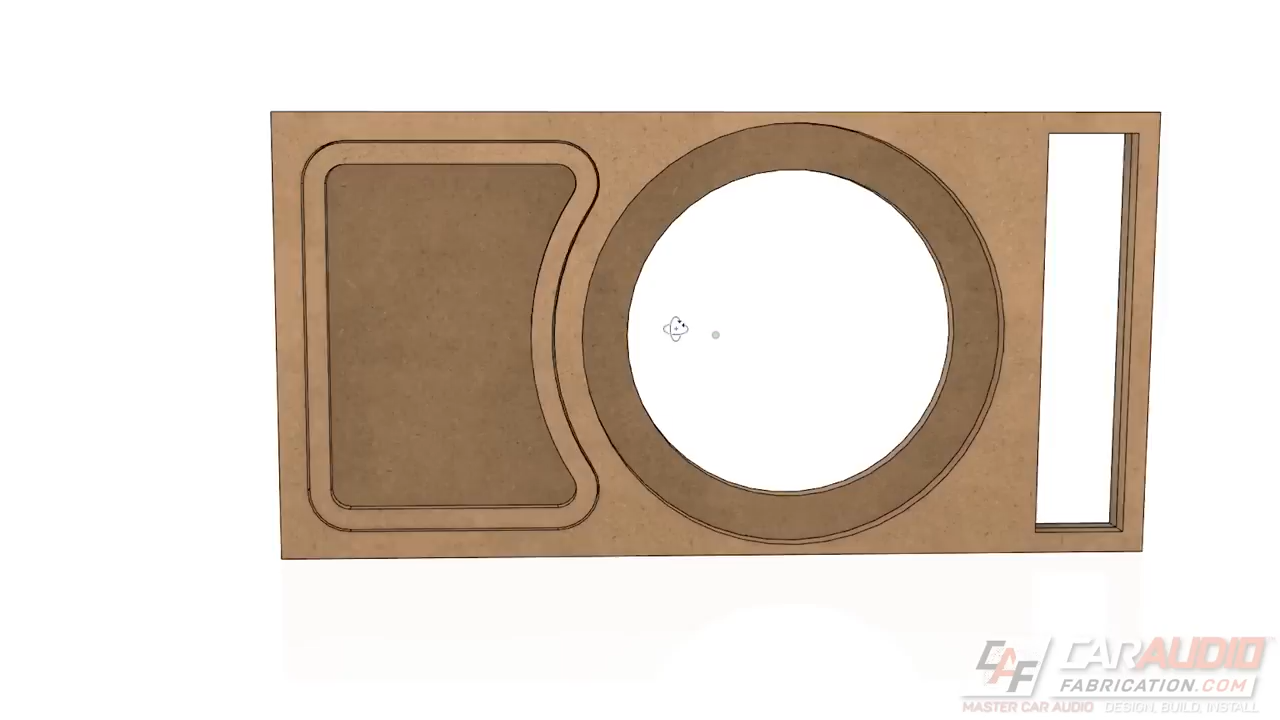 CAF CARAUDIO
FABRICATION.COM
MASTER CAR AUDIO DESIGN, BUILD, INSTALL